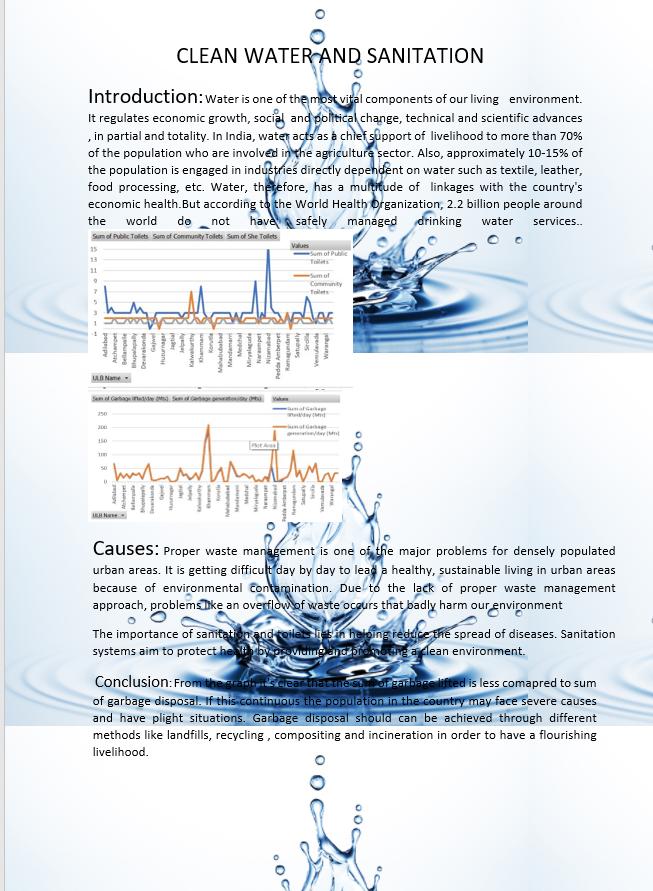 CLEAN WATER AND SANITATION
Introduction: Water is one of the most vital components of our living environment.
It regulates economic growth, social and political change, technical and scientific advances
, in partial and totality. In India, water acts as a chief support of livelihood to more than 70%
of the population who are involved in the agriculture sector. Also, approximately 10-15% of
the population is engaged in industries directly dependent on water such as textile, leather,
food processing, etc. Water, therefore, has a multitude of linkages with the country's
economic health.But according to the World Health Organization, 2.2 billion people around
the world do not have safely managed drinking water services..
Sum of Public Toilets Sum of Community Toilets Sum of She Toilets
Values
Sum of Public
Toilets
Sum of
Community
Toilets
15
13
11
9
7
5
3
1
-1
Adilabad
Atchampet
Bellampalle
Bhupalpally
Devarakonda
Gajwel
Huzurnagar
Jagtial
Jetpally
Kalwakurthy
Khammam
Korutla
Mahabubabad
Mandamarri
Medchal
Miryalaguda
Narayanpet
Nizamabad
Pedda Amberpet
Ramagundam
Sattupally
Sircilla
Vemulavada
Warangal
ULB Name
Sum of Garbage lifted/day (Mts) Sum of Garbage generation/day (Mts)
Values
Sum of Garbage
lifted/day (Mts)
Sum of Garbage
generation/day (Mts)
Plot Area
250
200
150
100
50
0
Adilabad
Atchampet
Bellampalle
Bhupalpally
Devarakonda
Gajwel
Huzurnagar
Jagtial
Jetpally
Kalwakurthy
Khammam
Korutla
Mahabubabad
Mandamarri
Medchal
Miryalaguda
Narayanpet
Nizamabad
Pedda Amberpet
Ramagundam
Sattupally
Sircilla
Vemulavada
Warangal
ULB Name
Causes: Proper waste management is one of the major problems for densely populated
urban areas. It is getting difficult day by day to lead a healthy, sustainable living in urban areas
because of environmental contamination. Due to the lack of proper waste management
approach, problems like an overflow of waste occurs that badly harm our environment
The importance of sanitation and toilets lies in helping reduce the spread of diseases. Sanitation
systems aim to protect health by providing and promoting a clean environment.
Conclusion: From the graph it's clear that the sum of garbage lifted is less comapred to sum
of garbage disposal. If this continuous the population in the country may face severe causes
and have plight situations. Garbage disposal should can be achieved through different
methods like landfills, recycling , compositing and incineration in order to have a flourishing
livelihood.